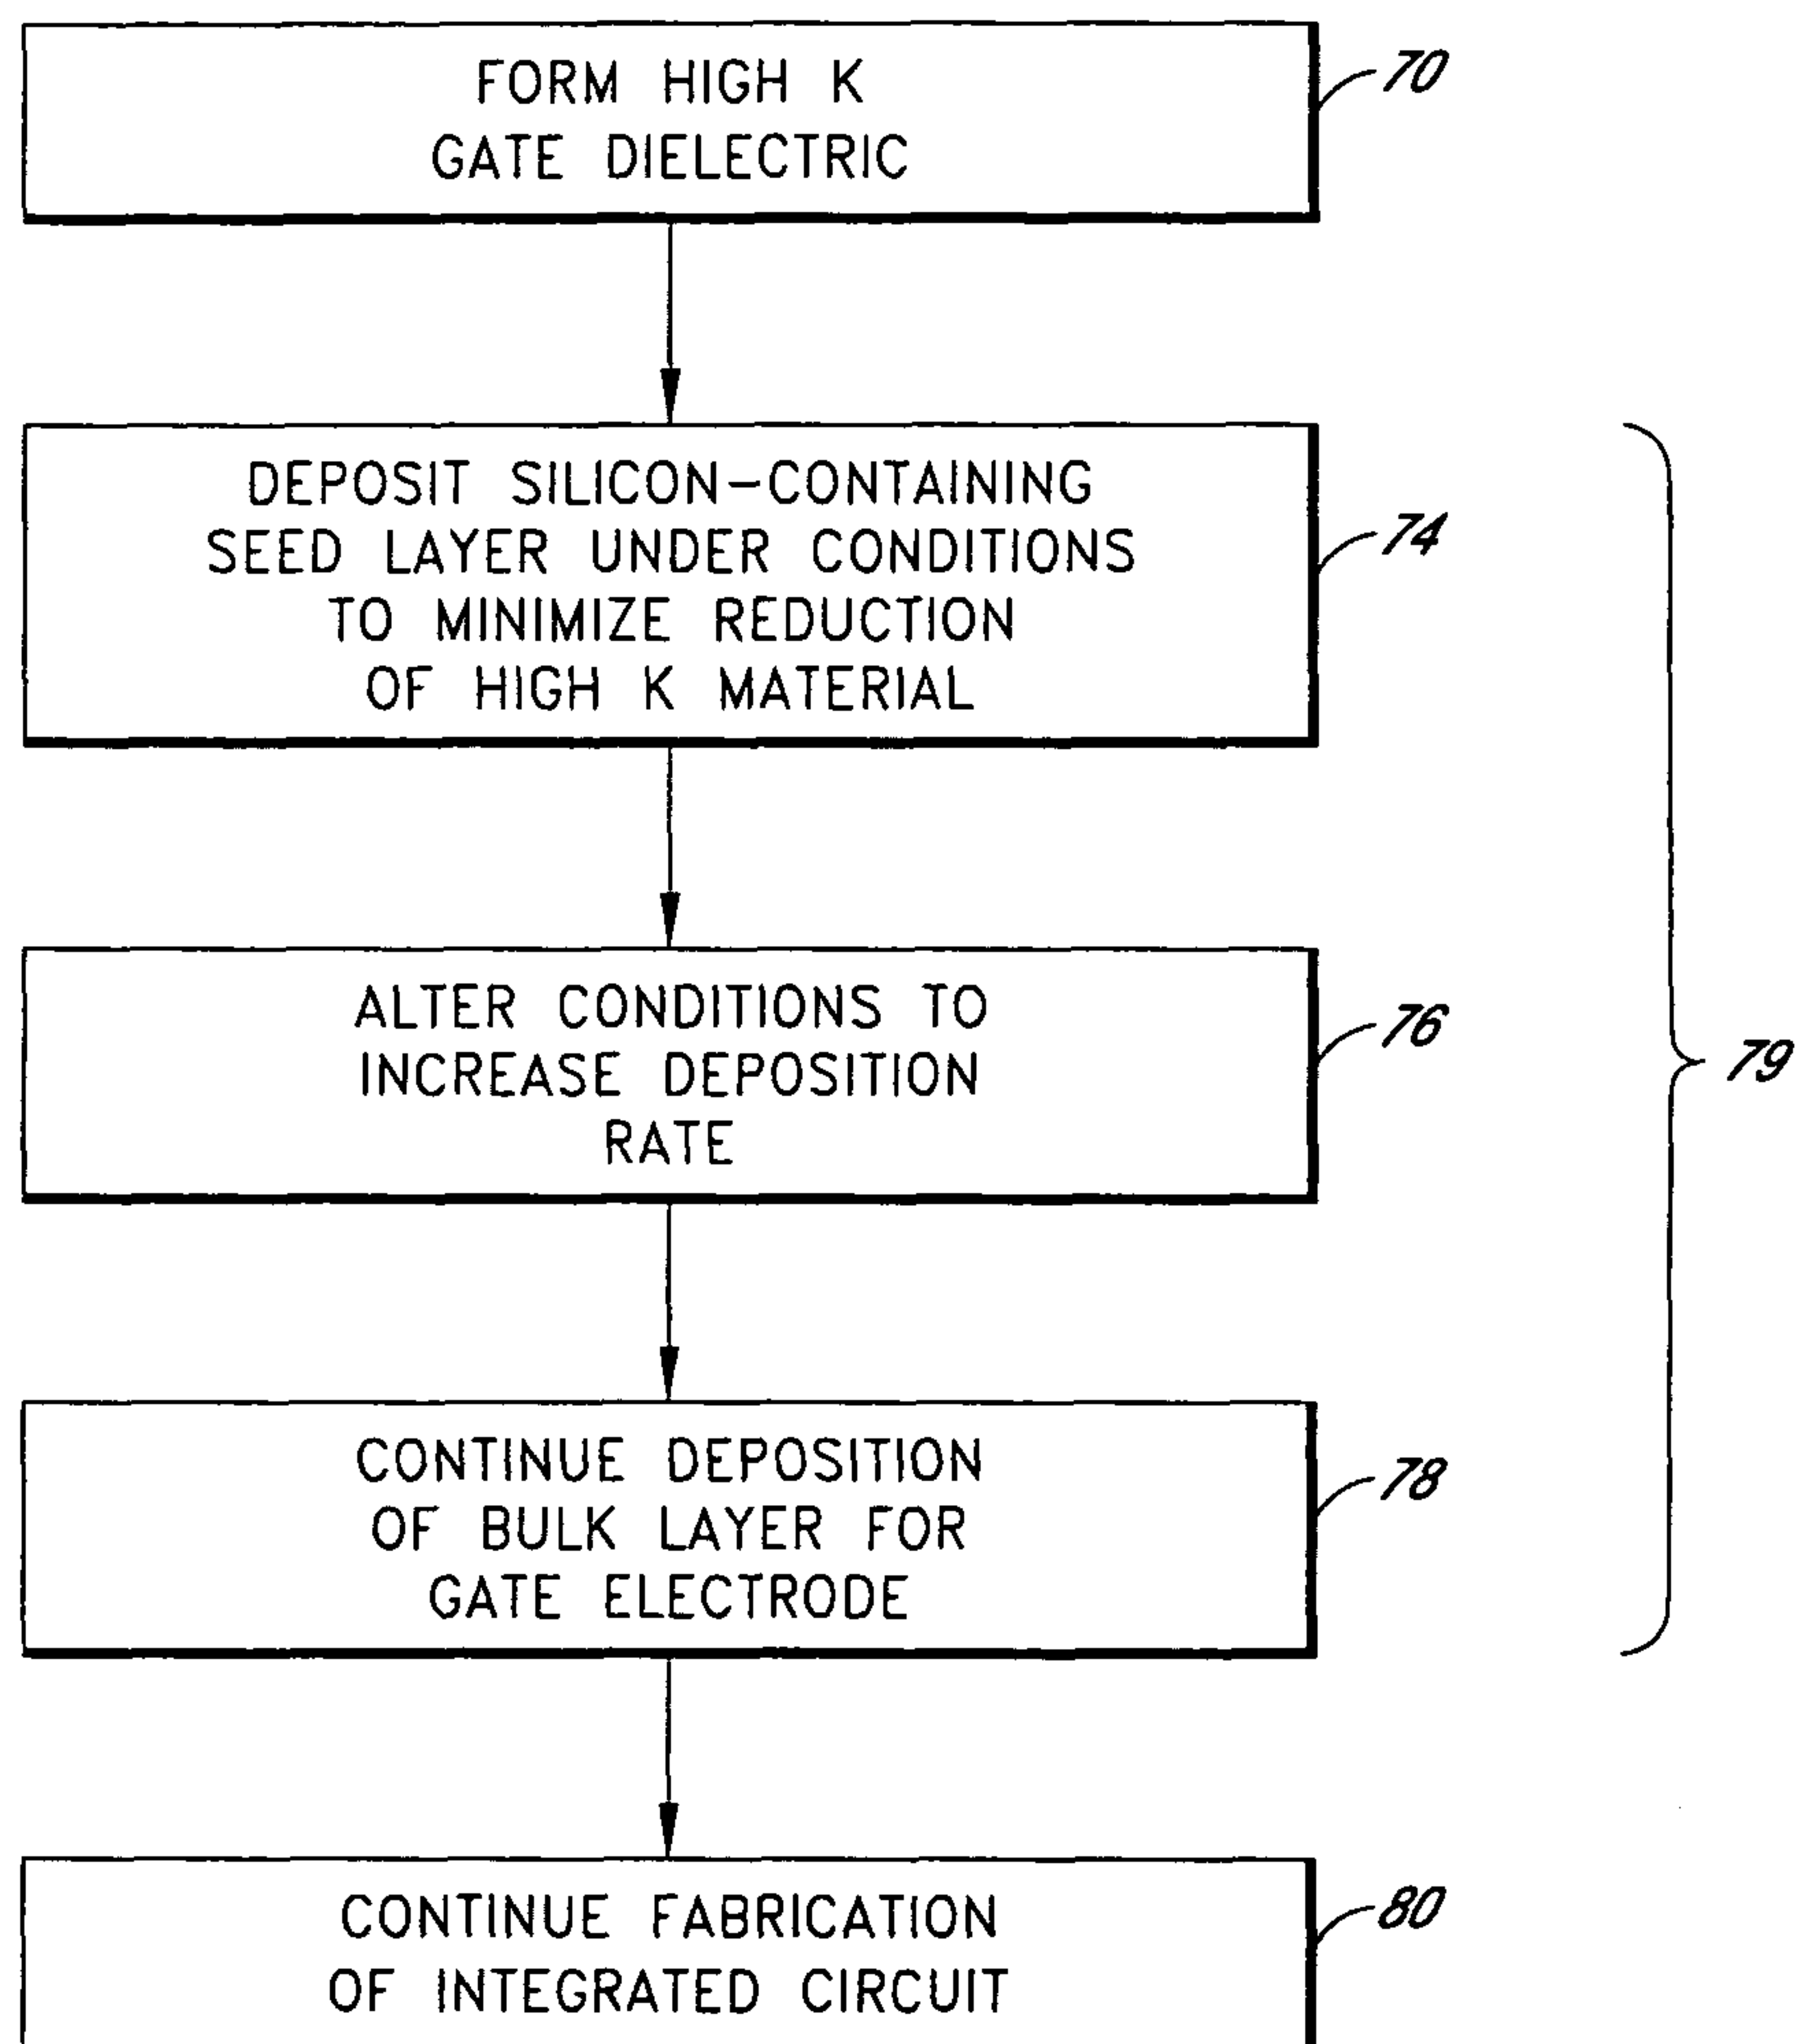 FORM HIGH K
GATE DIELECTRIC
70
DEPOSIT SILICON-CONTAINING
SEED LAYER UNDER CONDITIONS
TO MINIMIZE REDUCTION
OF HIGH K MATERIAL
74
ALTER CONDITIONS TO
INCREASE DEPOSITION
RATE
76
79
CONTINUE DEPOSITION
OF BULK LAYER FOR
GATE ELECTRODE
78
CONTINUE FABRICATION
OF INTEGRATED CIRCUIT
80